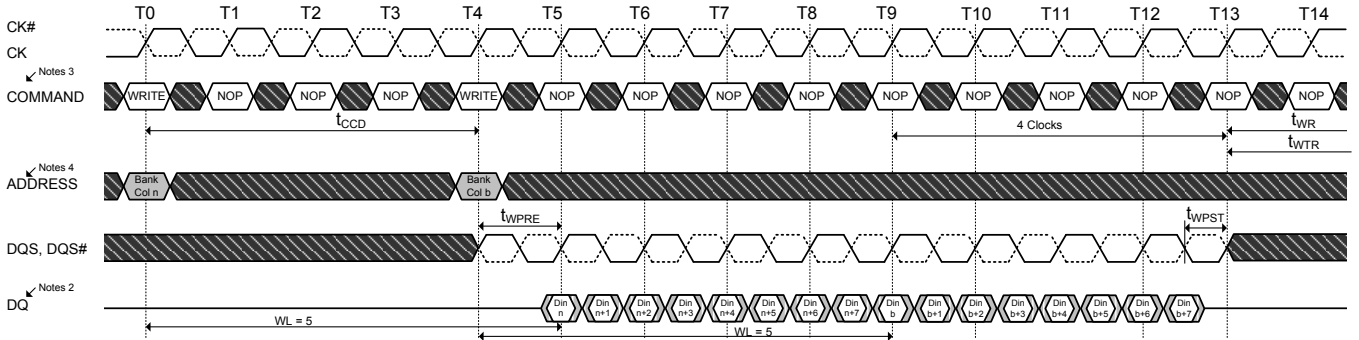 T0 T1 T2 T3 T4 T5 T6 T7 T8 T9 T10 T11 T12 T13 T14
CK#
CK
Notes 3
COMMAND WRITE NOP NOP NOP WRITE NOP NOP NOP NOP NOP NOP NOP NOP NOP NOP
tCCD 4 Clocks tWR
tWTR
Notes 4
ADDRESS Bank Col n Bank Col b
tWPRE tWPST
DQS, DQS#
Notes 2
DQ Din n Din n+1 Din n+2 Din n+3 Din n+4 Din n+5 Din n+6 Din n+7 Din b Din b+1 Din b+2 Din b+3 Din b+4 Din b+5 Din b+6 Din b+7
WL = 5
WL = 5